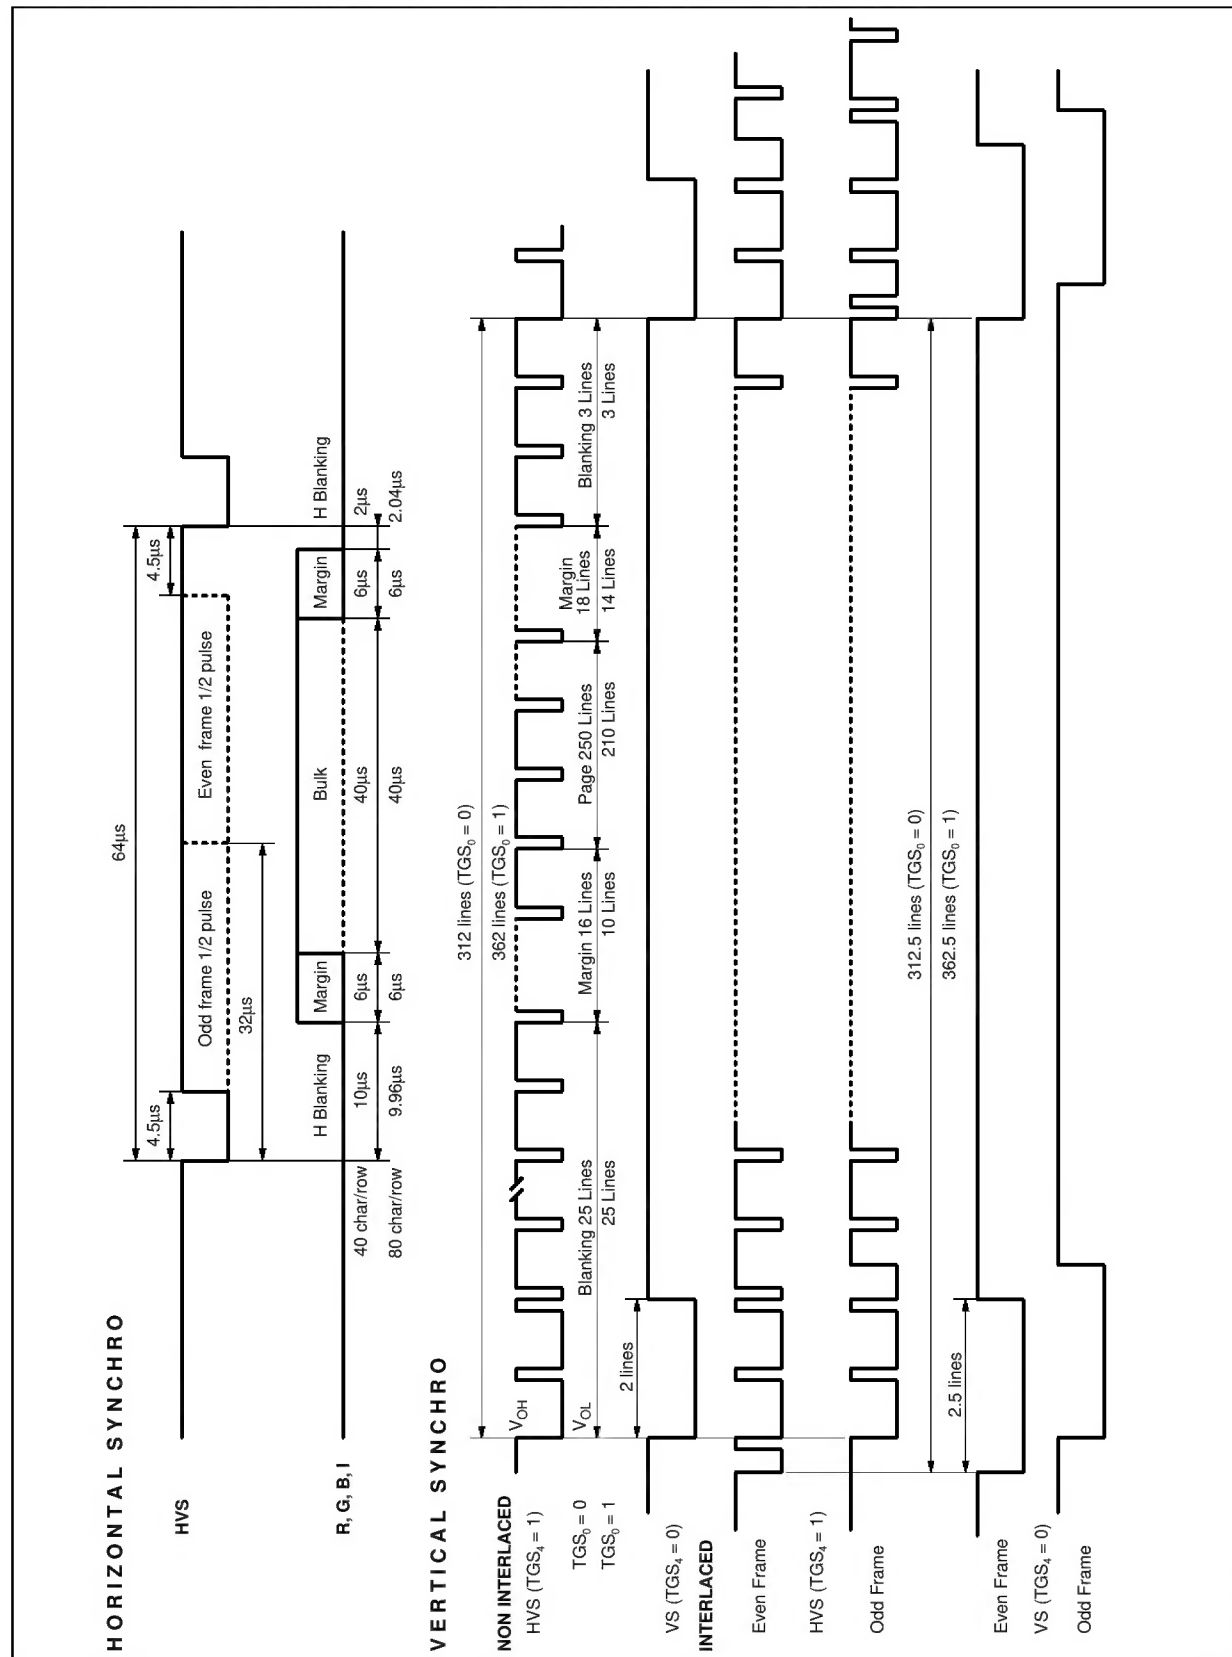 HORIZONTAL SYNCHRO
64µs
4.5µs
4.5µs
HVS
Odd frame 1/2 pulse
Even frame 1/2 pulse
32µs
R, G, B, I
H Blanking
Margin
Bulk
Margin
H Blanking
40 char/row
10µs
6µs
40µs
6µs
2µs
80 char/row
9.96µs
6µs
40µs
6µs
2.04µs
VERTICAL SYNCHRO
312 lines (TGS0 = 0)
362 lines (TGS0 = 1)
NON INTERLACED
HVS (TGS4 = 1)
VOH
VOL
TGS0 = 0
Blanking 25 Lines
Margin 16 Lines
Page 250 Lines
Margin
18 Lines
Blanking 3 Lines
TGS0 = 1
25 Lines
10 Lines
210 Lines
14 Lines
3 Lines
2 lines
VS (TGS4 = 0)
INTERLACED
Even Frame
HVS (TGS4 = 1)
Odd Frame
312.5 lines (TGS0 = 0)
362.5 lines (TGS0 = 1)
2.5 lines
Even Frame
VS (TGS4 = 0)
Odd Frame